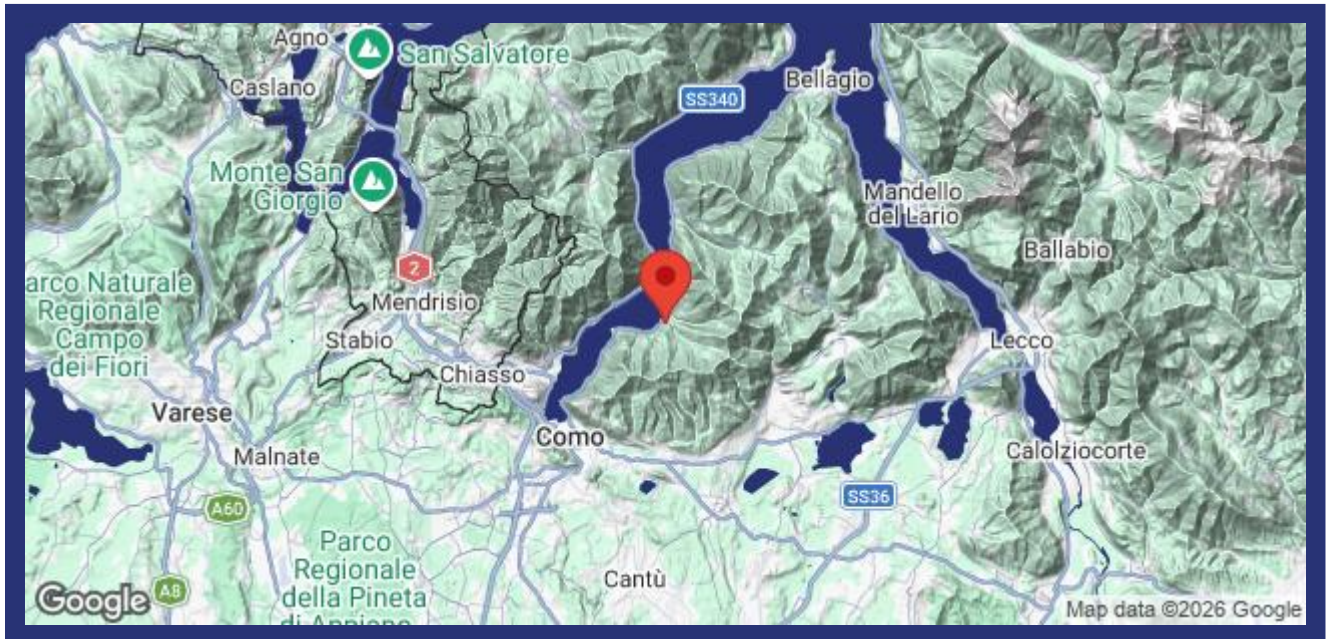 Agno
San Salvatore
Caslano
SS340
Bellagio
Monte San
Giorgio
Mandello
del Lario
Ballabio
2
arco Naturale
Regionale
Campo
dei Fiori
Mendrisio
Stabio
Lecco
Chiasso
Varese
Como
Malnate
Calolziocorte
SS36
A60
Parco
Regionale
della Pineta
di Appiano
Cantù
A8
Google
Map data ©2026 Google